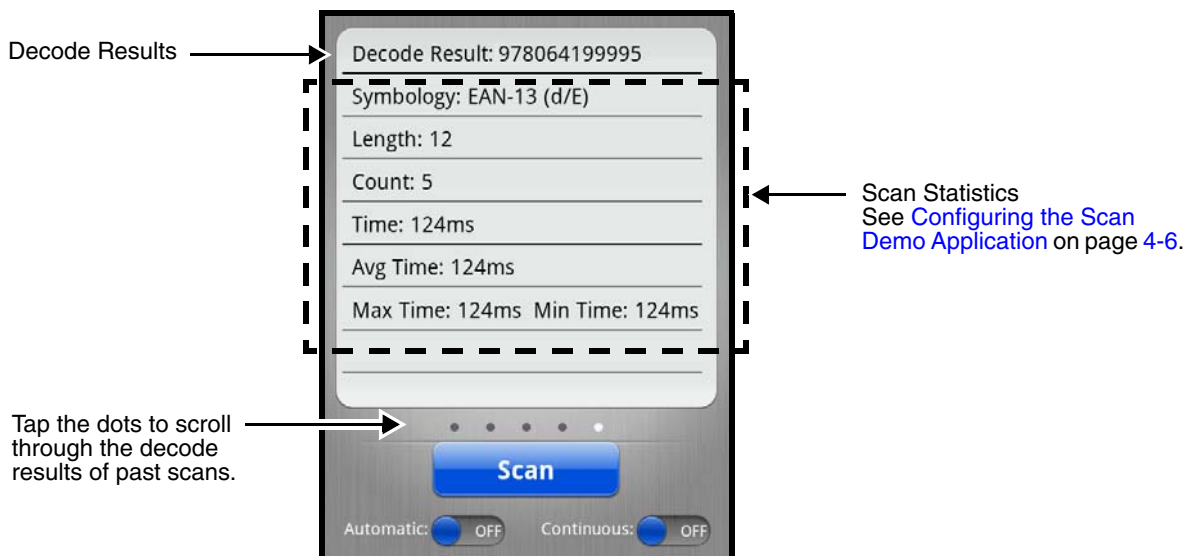 Decode Results
Decode Result: 978064199995
Symbology: EAN-13 (d/E)
Length: 12
Count: 5
Time: 124ms
Avg Time: 124ms
Max Time: 124ms Min Time: 124ms
Scan Statistics
See Configuring the Scan
Demo Application on page 4-6.
Tap the dots to scroll
through the decode
results of past scans.
Scan
Automatic: OFF Continuous: OFF